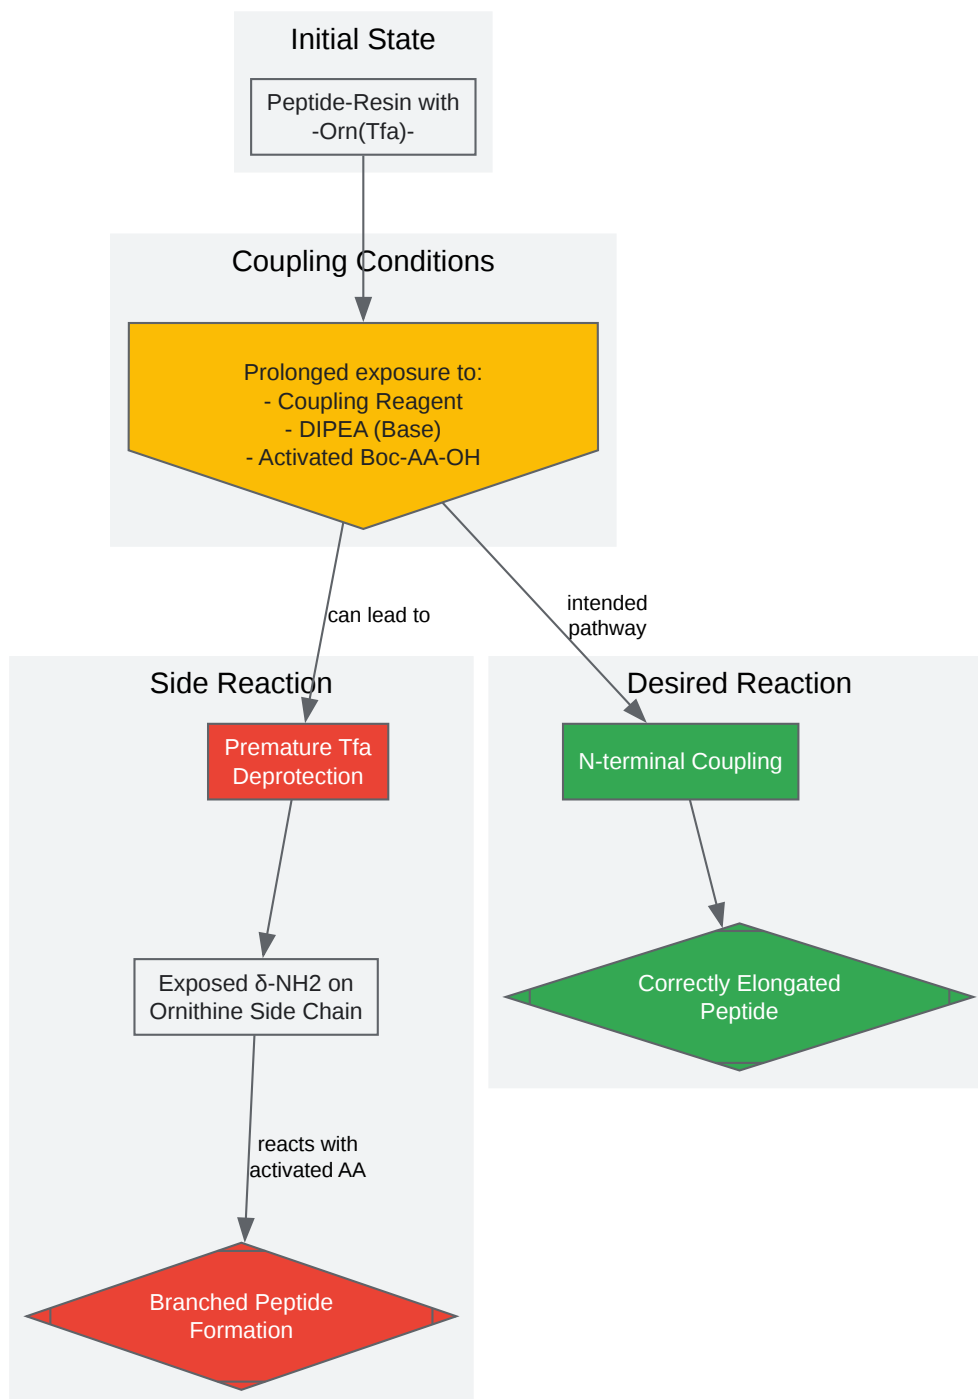 Initial State
Peptide-Resin with
-Orn(Tfa)-
Coupling Conditions
Prolonged exposure to:
- Coupling Reagent
- DIPEA (Base)
- Activated Boc-AA-OH
can lead to
intended
pathway
Side Reaction
Premature Tfa
Deprotection
Exposed δ-NH2 on
Ornithine Side Chain
reacts with
activated AA
Branched Peptide
Formation
Desired Reaction
N-terminal Coupling
Correctly Elongated
Peptide